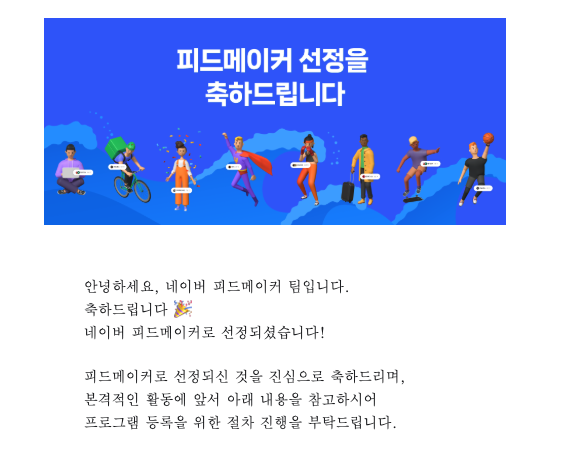 피드메이커 선정을
축하드립니다
안녕하세요, 네이버 피드메이커 팀입니다.
축하드립니다 🎉
네이버 피드메이커로 선정되셨습니다!
피드메이커로 선정되신 것을 진심으로 축하드리며,
본격적인 활동에 앞서 아래 내용을 참고하시어
프로그램 등록을 위한 절차 진행을 부탁드립니다.